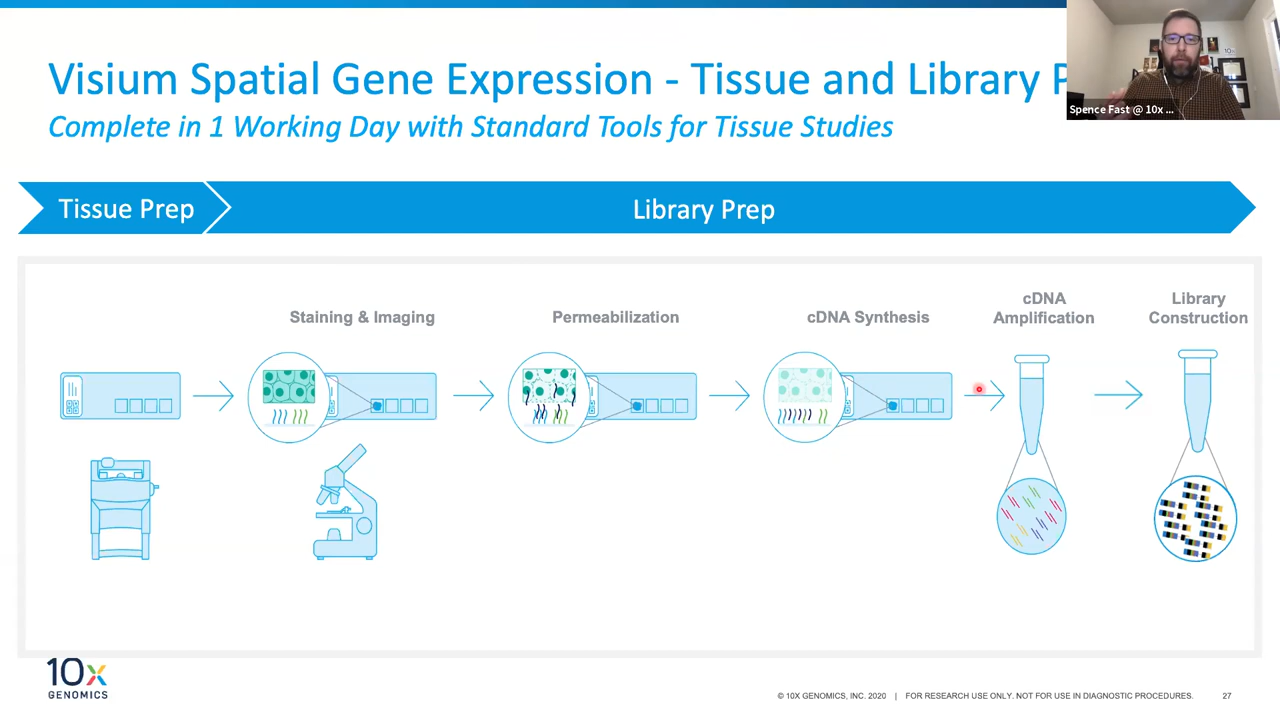 Visium Spatial Gene Expression - Tissue and Library P
Spence Fast @ 10x ...
Complete in 1 Working Day with Standard Tools for Tissue Studies
Tissue Prep
Library Prep
Staining & Imaging
Permeabilization
cDNA Synthesis
cDNA
Amplification
Library
Construction
10x
GENOMICS
© 10X GENOMICS, INC. 2020 | FOR RESEARCH USE ONLY. NOT FOR USE IN DIAGNOSTIC PROCEDURES. 27